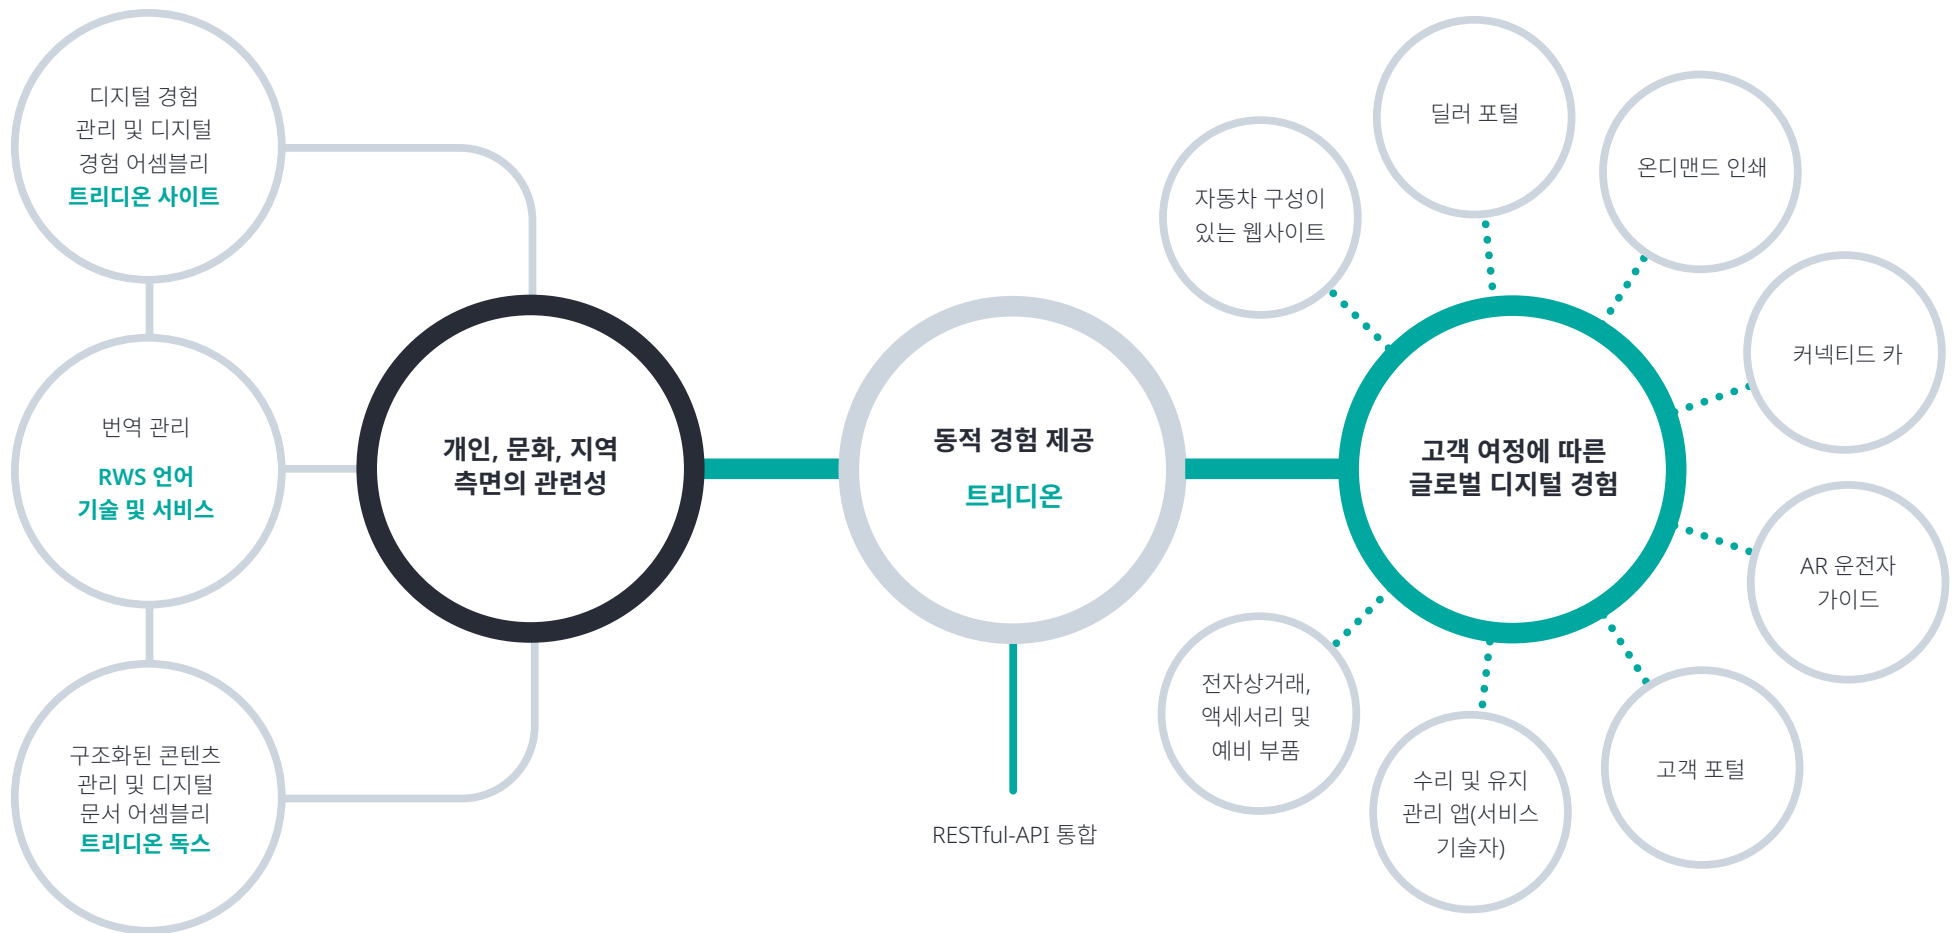 디지털 경험
관리 및 디지털
경험 어셈블리
트리디온 사이트
번역 관리
RWS 언어
기술 및 서비스
구조화된 콘텐츠
관리 및 디지털
문서 어셈블리
트리디온 독스
개인, 문화, 지역
측면의 관련성
동적 경험 제공
트리디온
RESTful-API 통합
고객 여정에 따른
글로벌 디지털 경험
자동차 구성이
있는 웹사이트
딜러 포털
온디맨드 인쇄
커넥티드 카
AR 운전자
가이드
고객 포털
수리 및 유지
관리 앱(서비스
기술자)
전자상거래,
액세서리 및
예비 부품